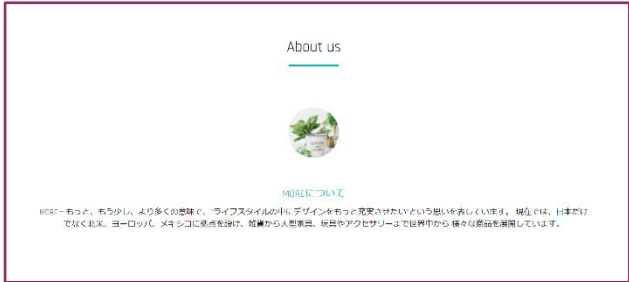 About us
MOREについて
MORE－もっと、もう少し、より多くの意味で、"ライフスタイルの中にデザインをもっと充実させたい"という思いを表しています。 現在では、日本だけ
でなく北米、ヨーロッパ、メキシコに拠点を設け、雑貨から大型家具、玩具やアクセサリーまで世界中から 様々な商品を展開しています。